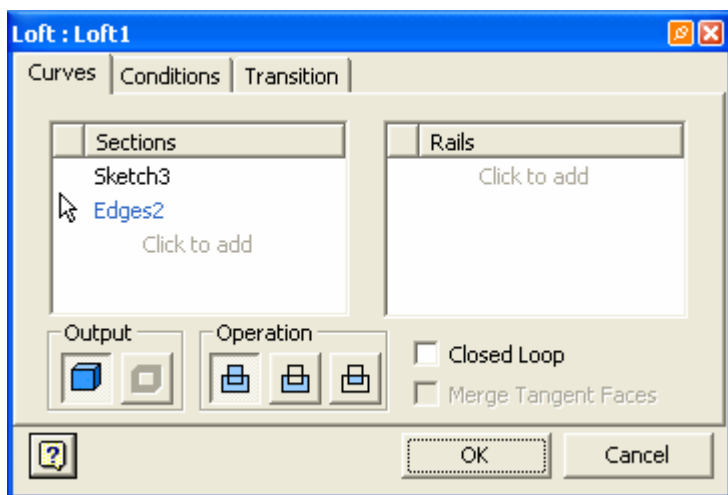 Loft : Loft1
Curves Conditions Transition
Sections
Sketch3
Edges2
Click to add
Rails
Click to add
Output
Operation
Closed Loop
Merge Tangent Faces
?
OK Cancel